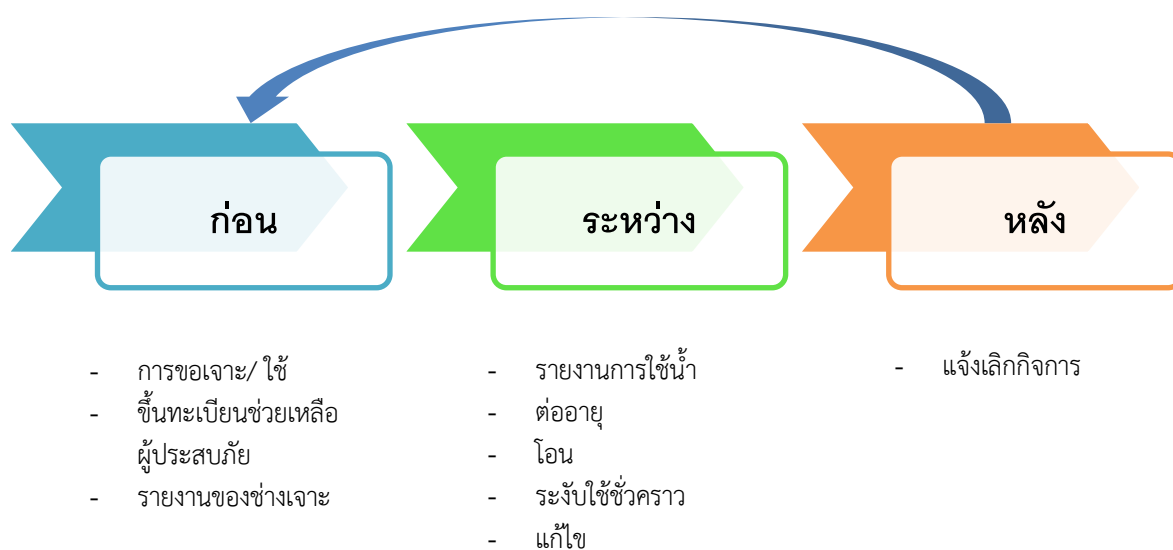 ก่อน
ระหว่าง
หลัง
- การขอเจาะ/ ใช้
- ขึ้นทะเบียนช่วยเหลือ
ผู้ประสบภัย
- รายงานของช่างเจาะ
- รายงานการใช้น้ำ
- ต่ออายุ
- โอน
- ระงับใช้ชั่วคราว
- แก้ไข
- แจ้งเลิกกิจการ